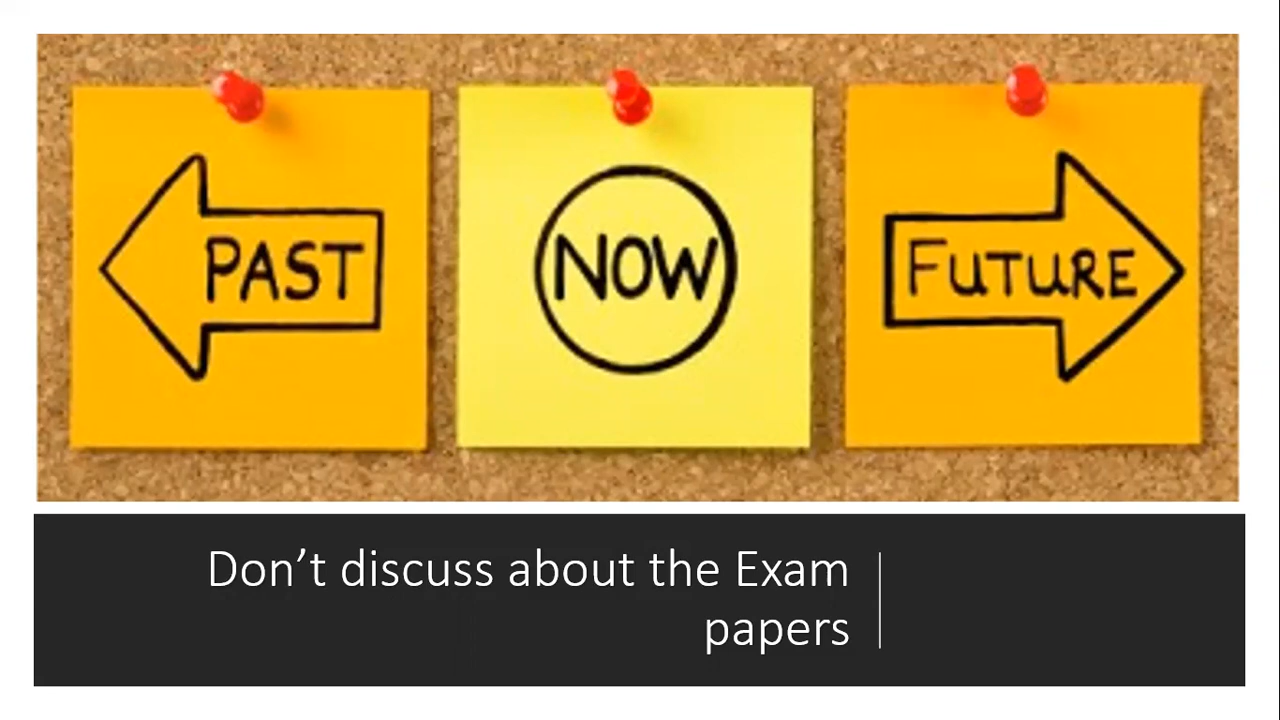 PAST
NOW
FUTURE
Don’t discuss about the Exam
papers